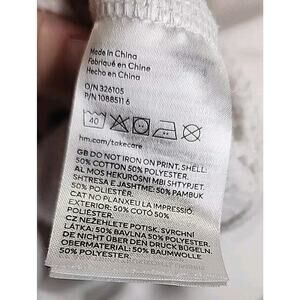 Made in China
Fabriqué en Chine
Hecho en China
O/N 326105
P/N 1088511 6
40
hm.com/takecare
GB DO NOT IRON ON PRINT. SHELL:
50% COTTON 50% POLYESTER.
AL MOS HEKUROSNI MBI SHTYPJET.
SHTRESA E JASHTME: 50% PAMBUK
50% POLIESTËR.
CAT NO PLANXEU LA IMPRESSIÓ.
EXTERIOR: 50% COTÓ 50%
POLIÈSTER.
CZ NEŽEHLETE POTISK. SVRCHNÍ
LÁTKA: 50% BAVLNA 50% POLYESTER.
DE NICHT ÜBER DEN DRUCK BÜGELN.
OBERMATERIAL: 50% BAUMWOLLE
50% POLYESTER.